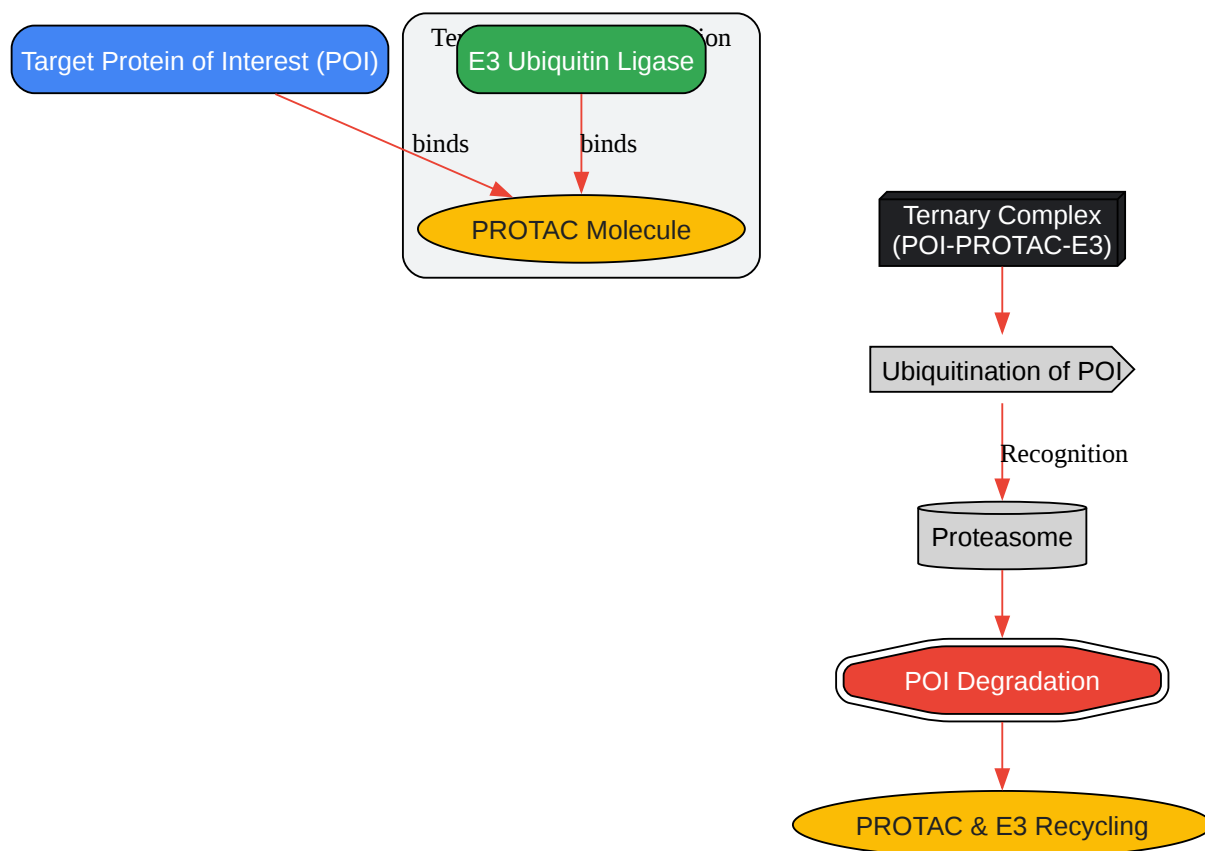 Target Protein of Interest (POI)
E3 Ubiquitin Ligase
binds
binds
PROTAC Molecule
Ternary Complex
(POI-PROTAC-E3)
Ubiquitination of POI
Recognition
Proteasome
POI Degradation
PROTAC & E3 Recycling